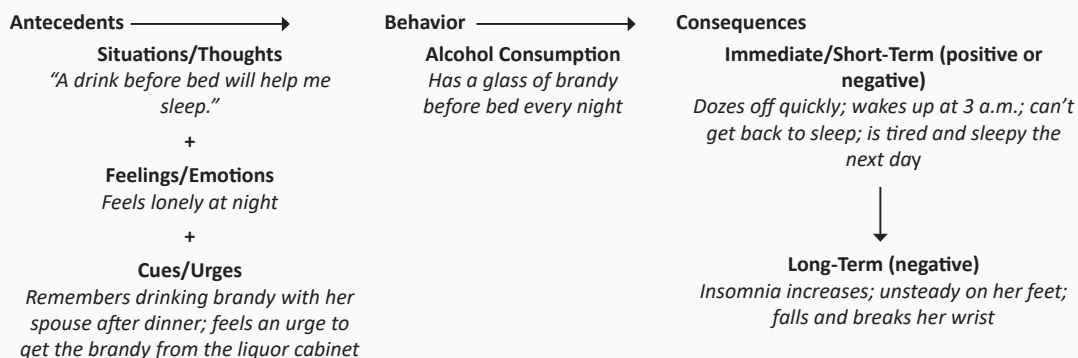 Antecedents
Situations/Thoughts
“A drink before bed will help me
sleep.”
+
Feelings/Emotions
Feels lonely at night
+
Cues/Urges
Remembers drinking brandy with her
spouse after dinner; feels an urge to
get the brandy from the liquor cabinet
Behavior
Alcohol Consumption
Has a glass of brandy
before bed every night
Consequences
Immediate/Short-Term (positive or
negative)
Dozes off quickly; wakes up at 3 a.m.; can’t
get back to sleep; is tired and sleepy the
next day
Long-Term (negative)
Insomnia increases; unsteady on her feet;
falls and breaks her wrist